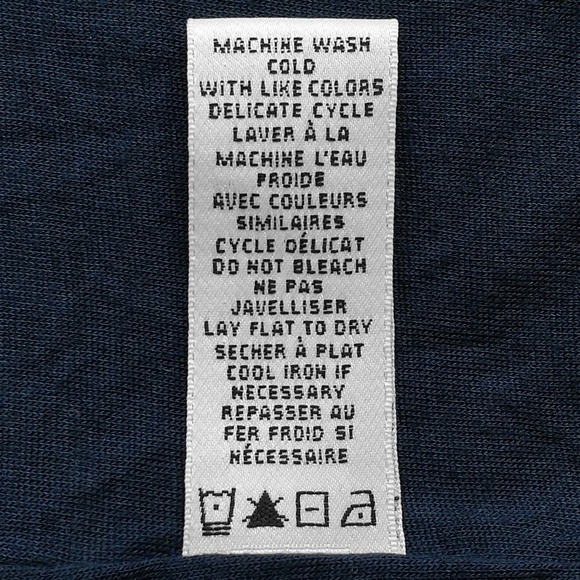 MACHINE WASH
COLD
WITH LIKE COLORS
DELICATE CYCLE
LAVER À LA
MACHINE L'EAU
FROIDE
AVEC COULEURS
SIMILAIRES
CYCLE DÉLICAT
DO NOT BLEACH
NE PAS
JAVELLISER
LAY FLAT TO DRY
SECHER À PLAT
COOL IRON IF
NECESSARY
REPASSER AU
FER FROID SI
NÉCESSAIRE